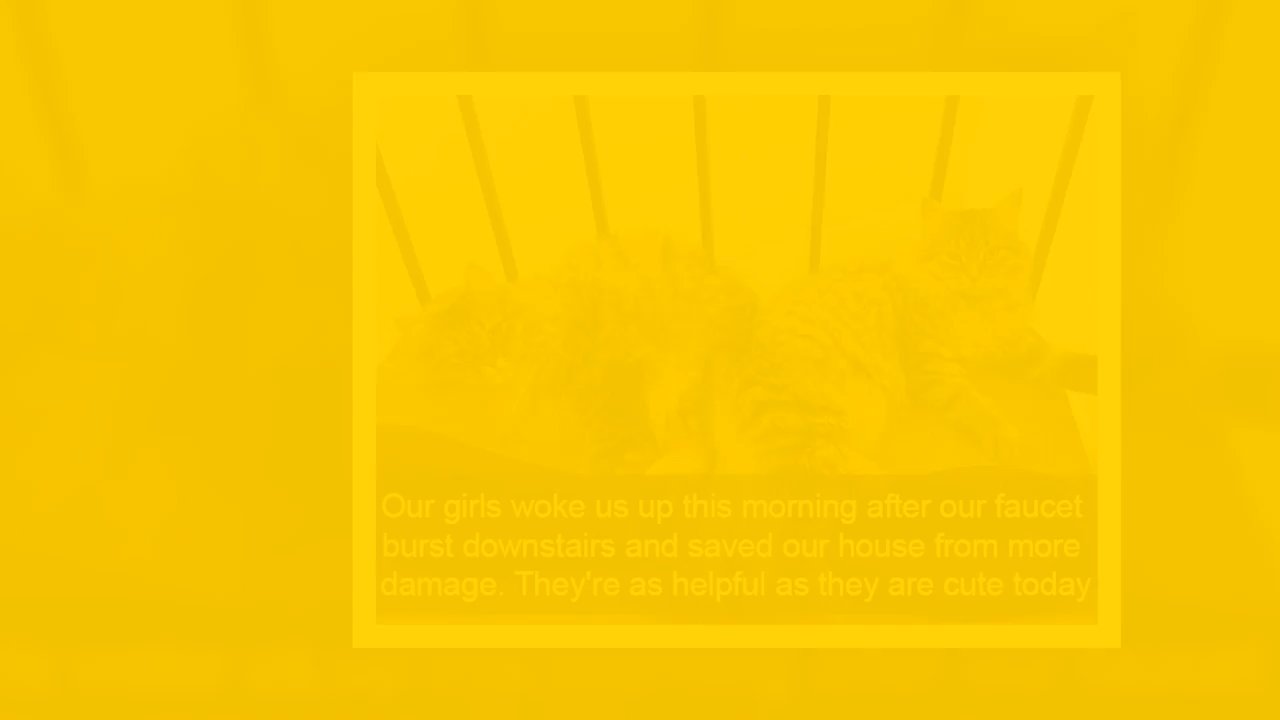 Our girls woke us up this morning after our faucet
burst downstairs and saved our house from more
damage. They're as helpful as they are cute today